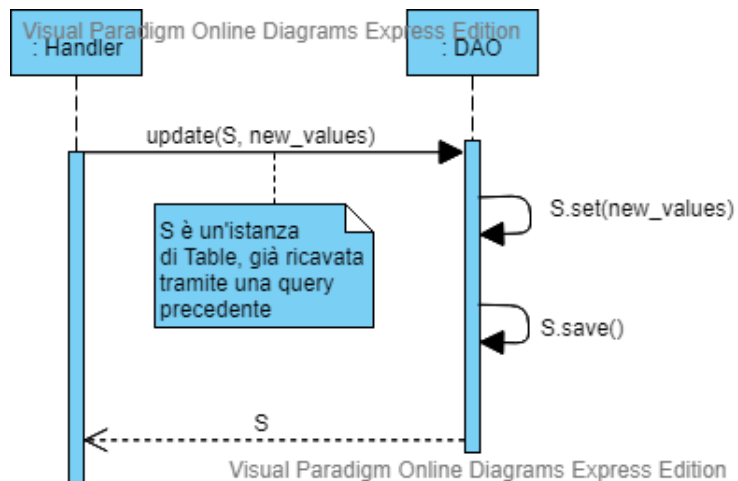 Visual Paradigm Online Diagrams Express Edition
: Handler
: DAO
update(S, new_values)
S è un'istanza
di Table, già ricavata
tramite una query
precedente
S.set(new_values)
S.save()
S
Visual Paradigm Online Diagrams Express Edition